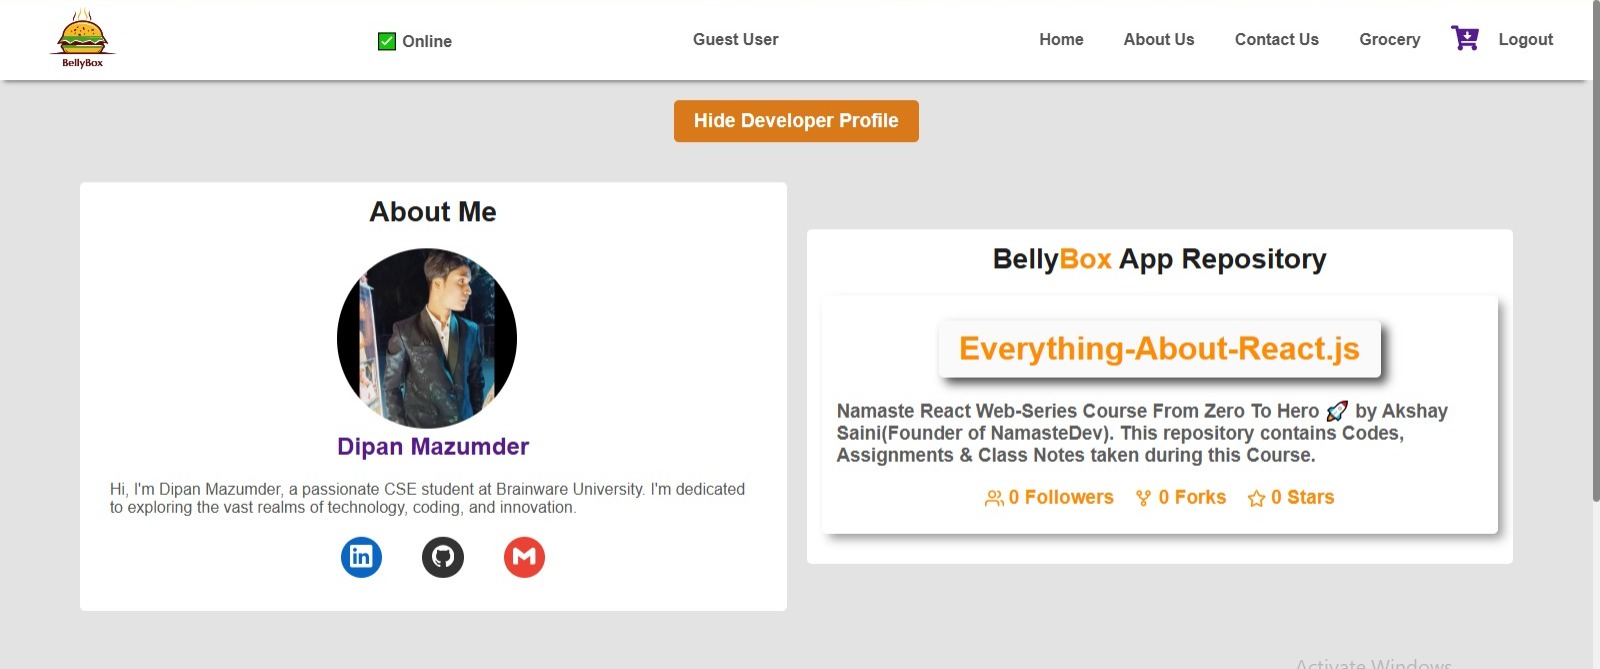 BellyBox
Online
Guest User
Home
About Us
Contact Us
Grocery
Logout
Hide Developer Profile
About Me
Dipan Mazumder
Hi, I'm Dipan Mazumder, a passionate CSE student at Brainware University. I'm dedicated
to exploring the vast realms of technology, coding, and innovation.
BellyBox App Repository
Everything-About-React.js
Namaste React Web-Series Course From Zero To Hero 🚀 by Akshay
Saini(Founder of NamasteDev). This repository contains Codes,
Assignments & Class Notes taken during this Course.
0 Followers
0 Forks
0 Stars
Activate Windows